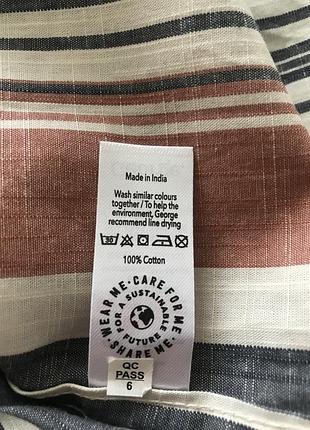 Made in India
Wash similar colours
together / To help the
environment, George
recommend line drying
30
100% Cotton
WEAR ME • CARE FOR ME • SHARE ME •
FOR A SUSTAINABLE FUTURE
QC
PASS
6